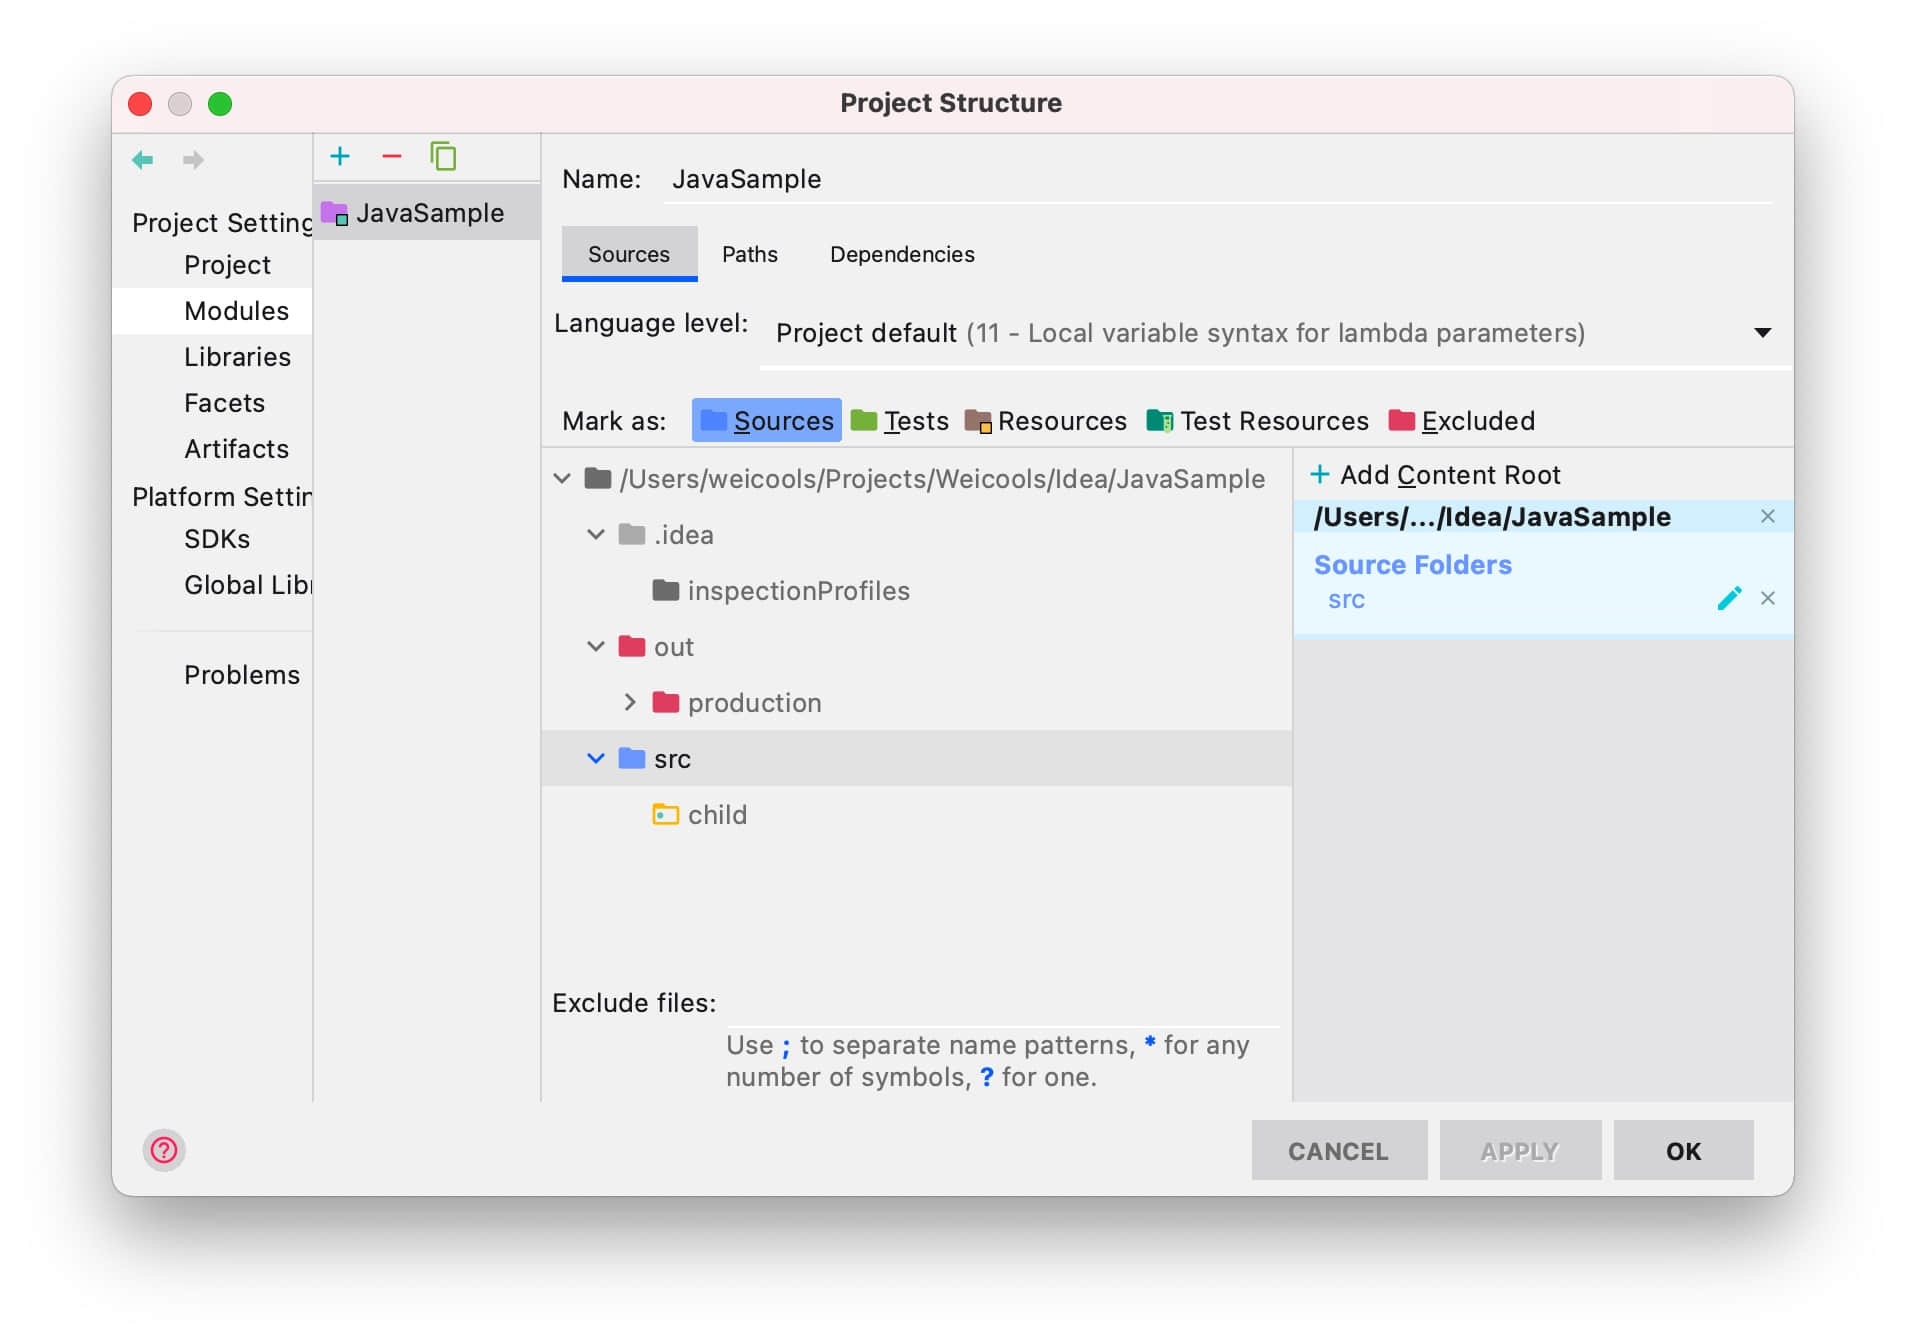 Project Structure
Project Setting
Project
Modules
Libraries
Facets
Artifacts
Platform Settin
SDKs
Global Lib
Problems
JavaSample
Name: JavaSample
Sources Paths Dependencies
Language level: Project default (11 - Local variable syntax for lambda parameters)
Mark as: Sources Tests Resources Test Resources Excluded
/Users/weicools/Projects/Weicools/Idea/JavaSample
.idea
inspectionProfiles
out
production
src
child
Exclude files:
Use ; to separate name patterns, * for any
number of symbols, ? for one.
+ Add Content Root
/Users/.../Idea/JavaSample
Source Folders
src
CANCEL APPLY OK